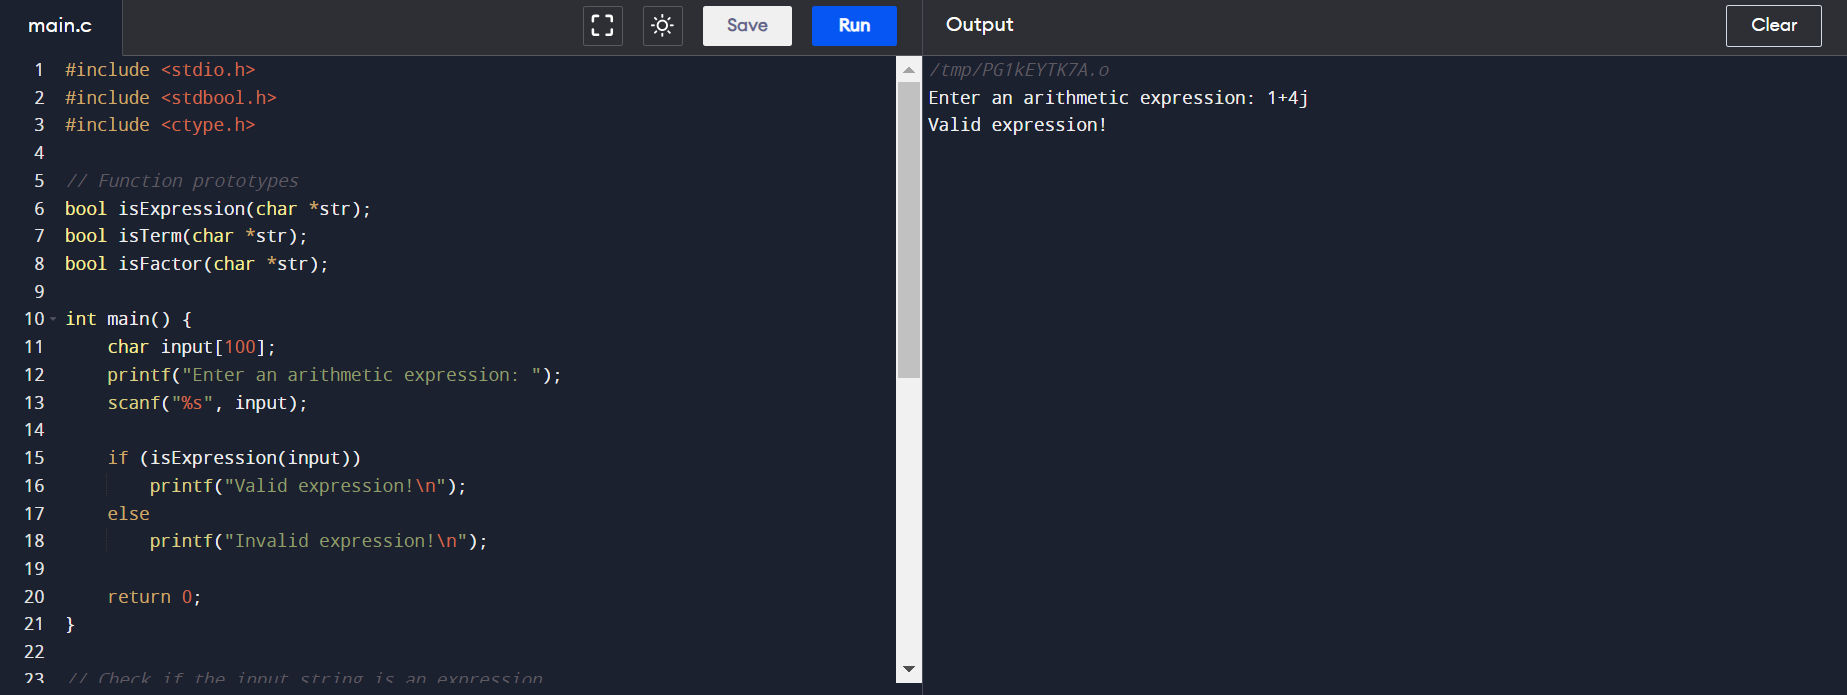 main.c
Save
Run
Output
Clear
1 #include <stdio.h>
2 #include <stdbool.h>
3 #include <ctype.h>
4
5 // Function prototypes
6 bool isExpression(char *str);
7 bool isTerm(char *str);
8 bool isFactor(char *str);
9
10 int main() {
11     char input[100];
12     printf("Enter an arithmetic expression: ");
13     scanf("%s", input);
14
15     if (isExpression(input))
16         printf("Valid expression!\n");
17     else
18         printf("Invalid expression!\n");
19
20     return 0;
21 }
22
23 // Check if the input string is an expression
/tmp/PG1kEYTK7A.o
Enter an arithmetic expression: 1+4j
Valid expression!